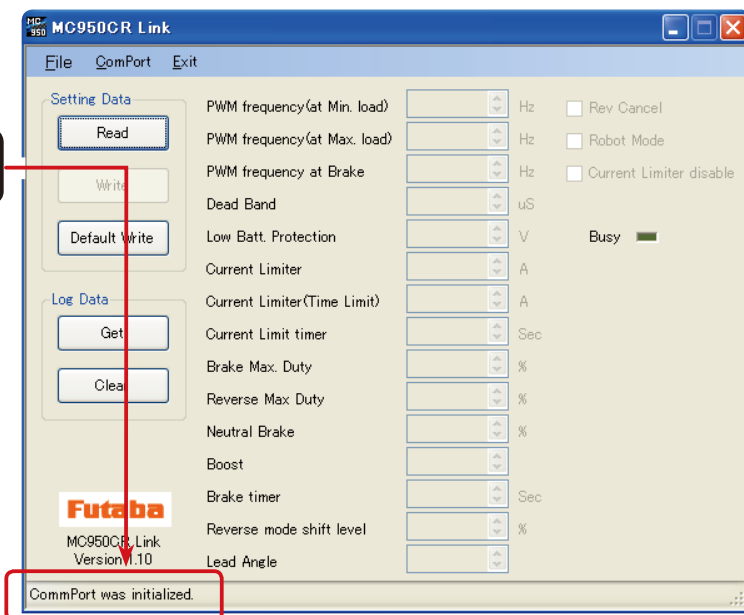 MC
950
MC950CR Link
File ComPort Exit
Setting Data
Read
Write
Default Write
Log Data
Get
Clear
PWM frequency(at Min. load) Hz
PWM frequency(at Max. load) Hz
PWM frequency at Brake Hz
Dead Band uS
Low Batt. Protection V
Current Limiter A
Current Limiter(Time Limit) A
Current Limit timer Sec
Brake Max. Duty %
Reverse Max Duty %
Neutral Brake %
Boost
Brake timer Sec
Reverse mode shift level %
Lead Angle
Rev Cancel
Robot Mode
Current Limiter disable
Busy
Futaba
MC950CR Link
Version 1.10
CommPort was initialized.